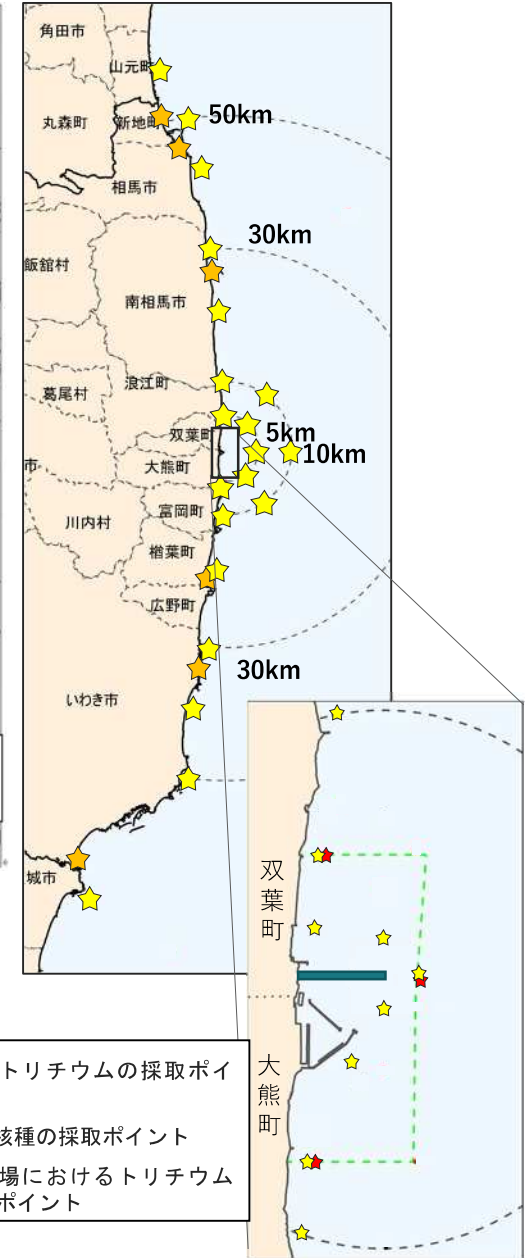 角田市
山元町
丸森町
新地町
50km
相馬市
30km
飯舘村
南相馬市
浪江町
葛尾村
双葉町
5km
10km
大熊町
市
富岡町
川内村
楢葉町
広野町
30km
いわき市
城市
双葉町
大熊町
トリチウムの採取ポイ
核種の採取ポイント
場におけるトリチウム
ポイント